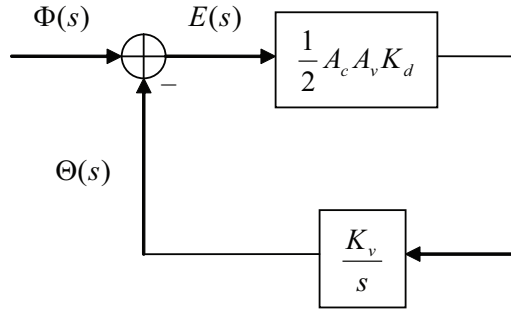 Φ(s)
E(s)
1/2 A_c A_v K_d
−
Θ(s)
K_v/s